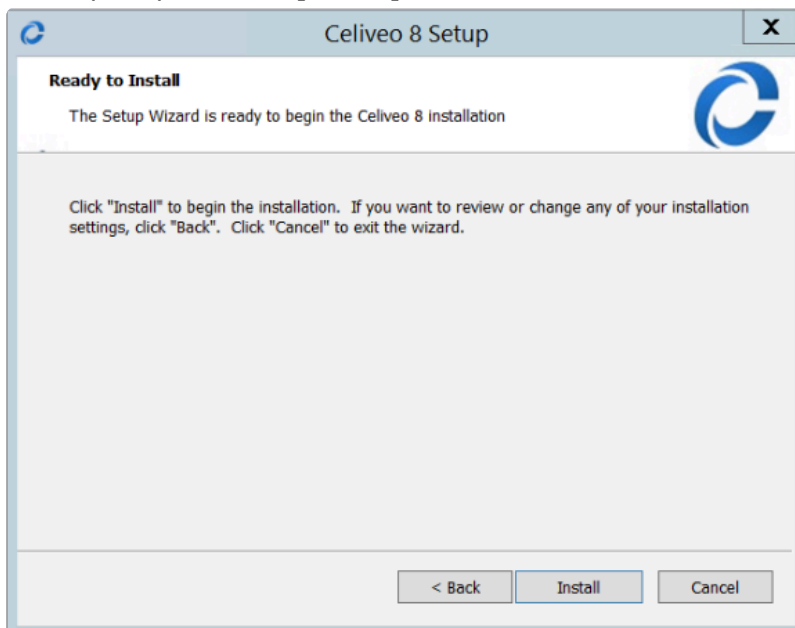 Celiveo 8 Setup
X
Ready to Install
The Setup Wizard is ready to begin the Celiveo 8 installation
Click "Install" to begin the installation.  If you want to review or change any of your installation
settings, click "Back".  Click "Cancel" to exit the wizard.
< Back
Install
Cancel